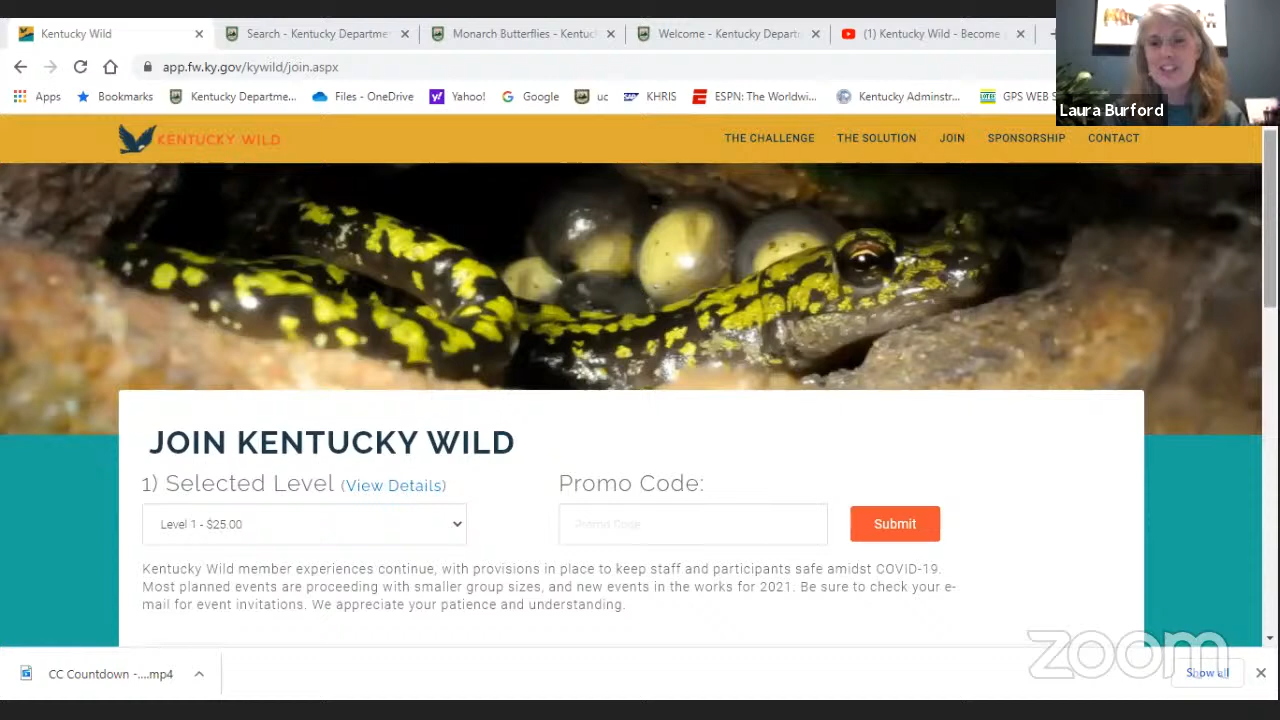 Kentucky Wild
Search - Kentucky Departme
Monarch Butterflies - Kentuc
Welcome - Kentucky Depart
(1) Kentucky Wild - Become
app.fw.ky.gov/kywild/join.aspx
Apps
Bookmarks
Kentucky Departme...
Files - OneDrive
Yahoo!
Google
uc
KHRIS
ESPN: The Worldwi...
Kentucky Adminstr...
GPS WEB S
Laura Burford
KENTUCKY WILD
THE CHALLENGE
THE SOLUTION
JOIN
SPONSORSHIP
CONTACT
JOIN KENTUCKY WILD
1) Selected Level (View Details)
Promo Code:
Level 1 - $25.00
Promo Code
Submit
Kentucky Wild member experiences continue, with provisions in place to keep staff and participants safe amidst COVID-19.
Most planned events are proceeding with smaller group sizes, and new events in the works for 2021. Be sure to check your e-
mail for event invitations. We appreciate your patience and understanding.
zoom
CC Countdown -....mp4
Show all